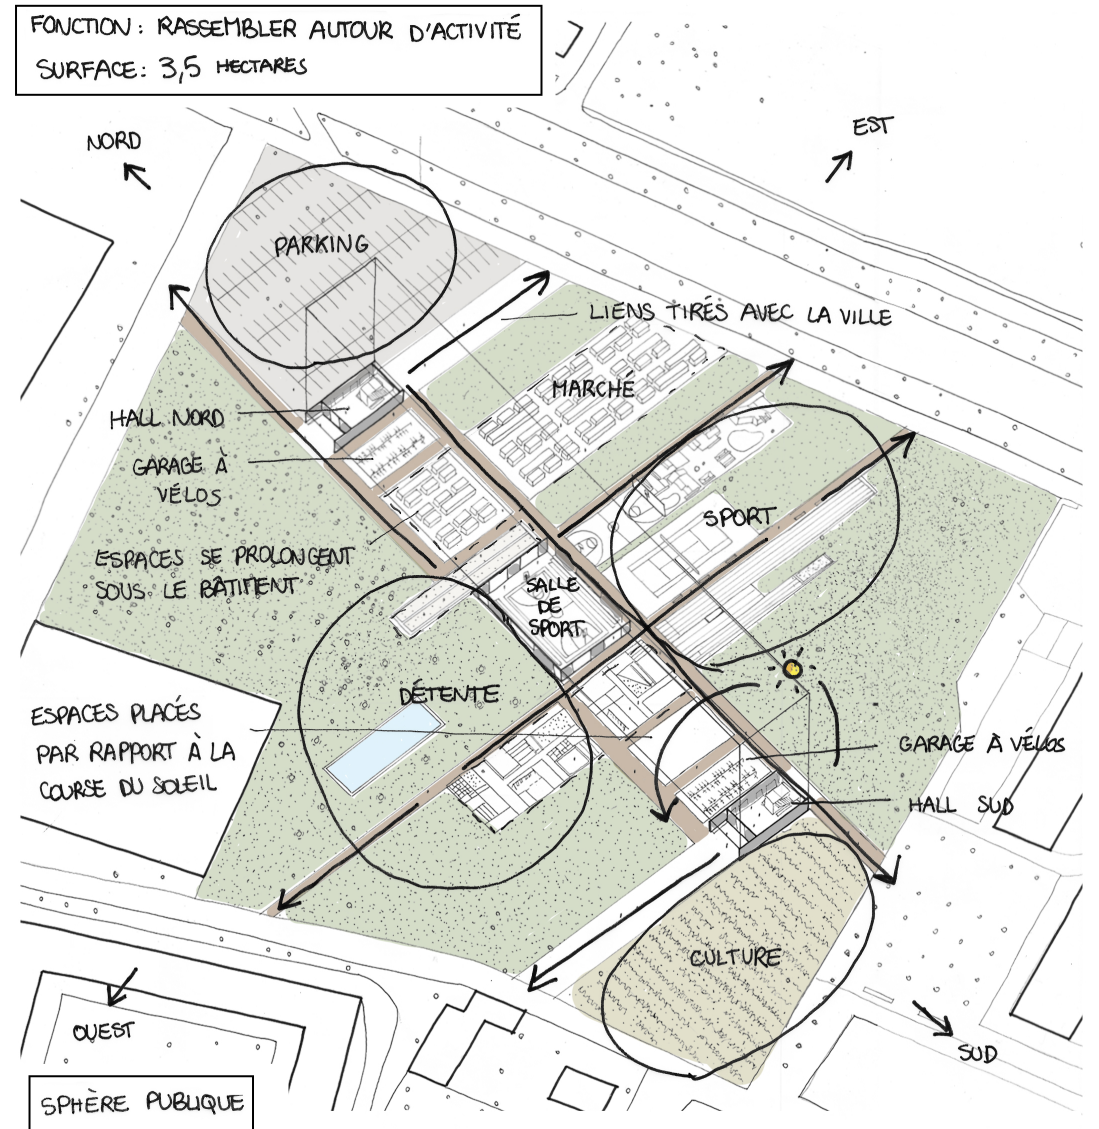 FONCTION: RASSEMBLER AUTOUR D'ACTIVITÉ
SURFACE: 3,5 HECTARES
NORD
EST
PARKING
LIENS TIRÉS AVEC LA VILLE
MARCHÉ
HALL NORD
GARAGE À
VÉLOS
SPORT
ESPACES SE PROLONGENT
SOUS LE BÂTIMENT
SALLE
DE
SPORT
DÉTENTE
ESPACES PLACÉS
PAR RAPPORT À LA
COURSE DU SOLEIL
GARAGE À VÉLOS
HALL SUD
CULTURE
OUEST
SUD
SPHÈRE PUBLIQUE